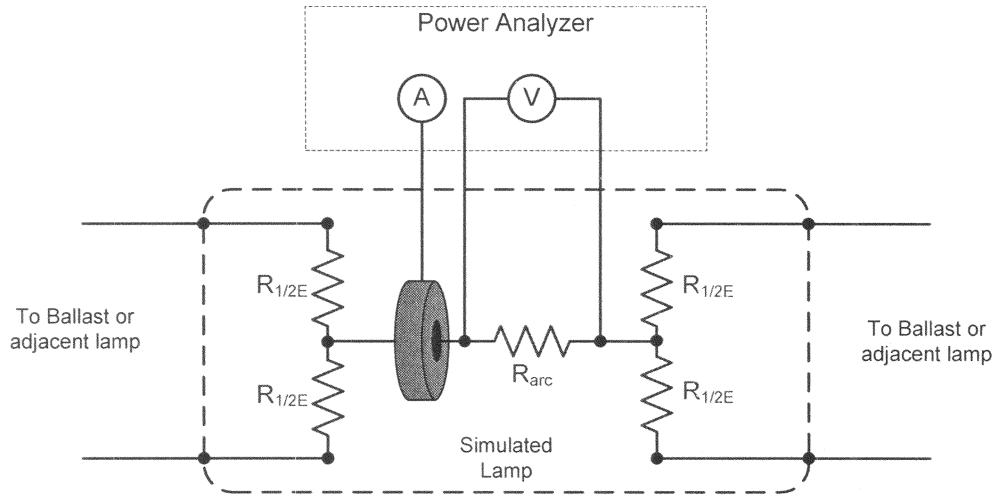 Power Analyzer
A
V
R1/2E
R1/2E
To Ballast or
adjacent lamp
To Ballast or
adjacent lamp
Rarc
R1/2E
R1/2E
Simulated
Lamp